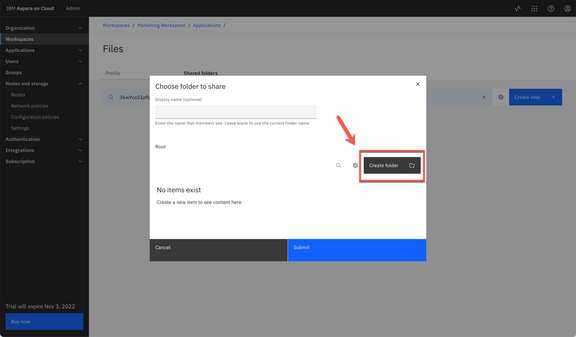 IBM Aspera on Cloud
Admin
Organization
Workspaces
Applications
Users
Groups
Nodes and storage
Nodes
Network policies
Configuration policies
Settings
Authentication
Integrations
Subscription
Trial will expire Nov 3, 2022
Buy now
Workspaces / Marketing Workspace / Applications /
Files
Profile
Shared folders
Create new +
Choose folder to share
Display name (optional)
Enter the name that members see. Leave blank to use the current folder name.
Root
Create folder
No items exist
Create a new item to see content here
Cancel
Submit